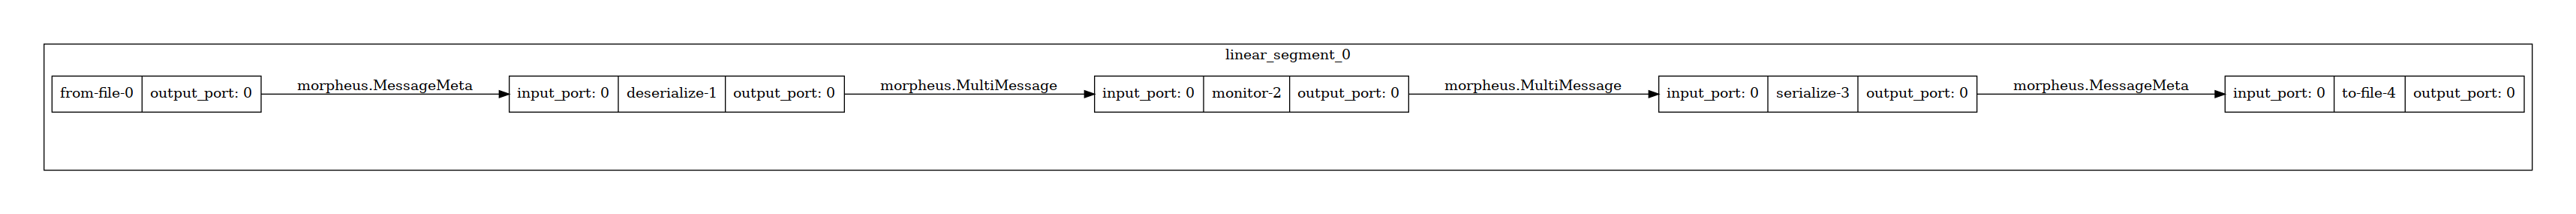 linear_segment_0
from-file-0 output_port: 0 morpheus.MessageMeta input_port: 0 deserialize-1 output_port: 0 morpheus.MultiMessage input_port: 0 monitor-2 output_port: 0 morpheus.MultiMessage input_port: 0 serialize-3 output_port: 0 morpheus.MessageMeta input_port: 0 to-file-4 output_port: 0